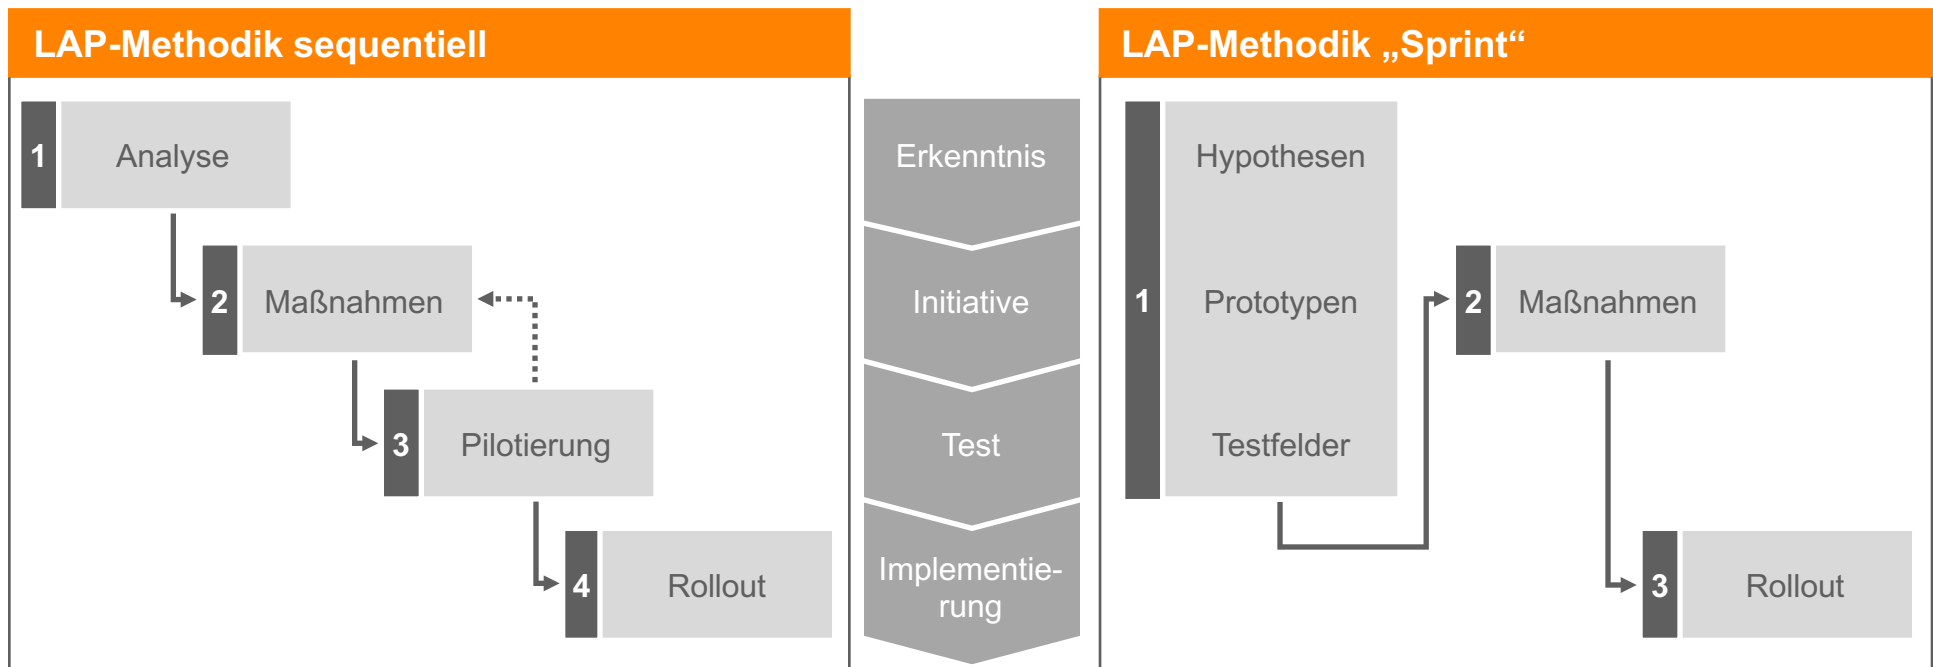 LAP-Methodik sequentiell
1 Analyse
2 Maßnahmen
3 Pilotierung
4 Rollout
Erkenntnis
Initiative
Test
Implementie-
rung
LAP-Methodik „Sprint“
1
Hypothesen
Prototypen
Testfelder
2 Maßnahmen
3 Rollout